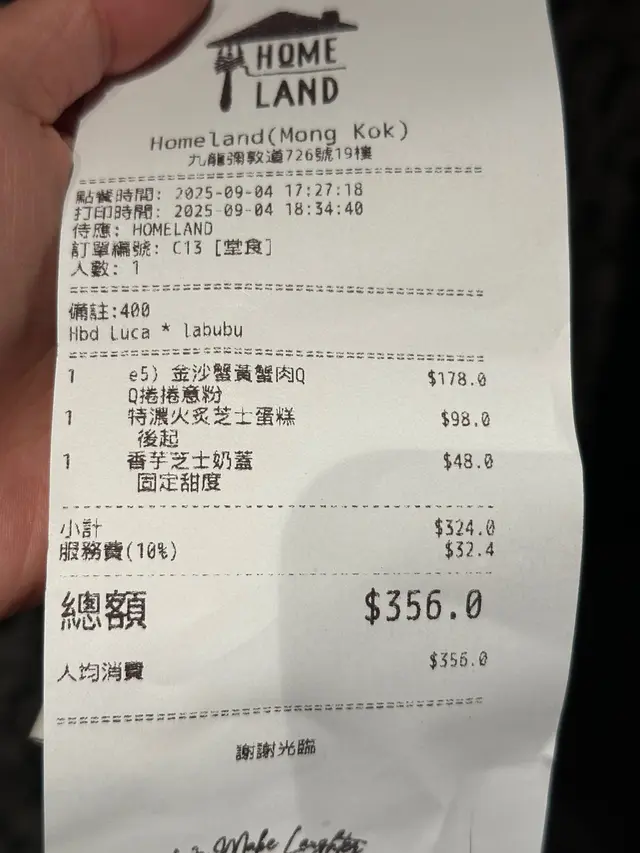 HOME
LAND
Homeland(Mong Kok)
九龍彌敦道726號19樓
點餐時間: 2025-09-04 17:27:18
打印時間: 2025-09-04 18:34:40
侍應: HOMELAND
訂單編號: C13 [堂食]
人數: 1
備註:400
Hbd Luca * labubu
1 e5) 金沙蟹黃蟹肉Q $178.0
Q捲捲意粉
1 特濃火炙芝士蛋糕 $98.0
後起
1 香芋芝士奶蓋 $48.0
固定甜度
小計 $324.0
服務費(10%) $32.4
總額 $356.0
人均消費 $356.0
謝謝光臨
Make Laughter